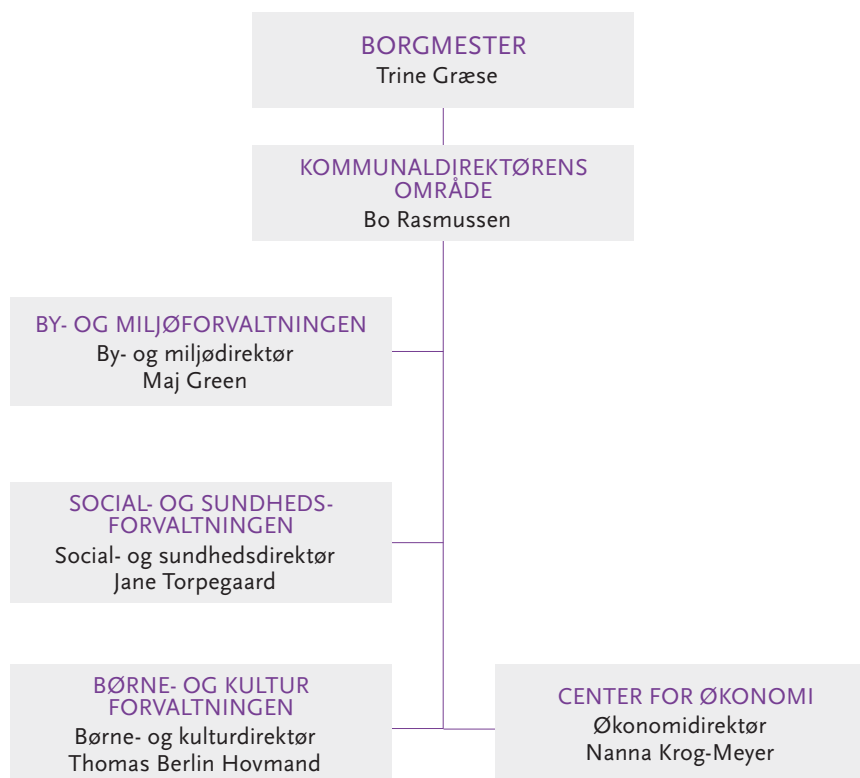 BORGMESTER
Trine Græse
KOMMUNALDIREKTØRENS
OMRÅDE
Bo Rasmussen
BY- OG MILJØFORVALTNINGEN
By- og miljødirektør
Maj Green
SOCIAL- OG SUNDHEDS-
FORVALTNINGEN
Social- og sundhedsdirektør
Jane Torpegaard
BØRNE- OG KULTUR
FORVALTNINGEN
Børne- og kulturdirektør
Thomas Berlin Hovmand
CENTER FOR ØKONOMI
Økonomidirektør
Nanna Krog-Meyer